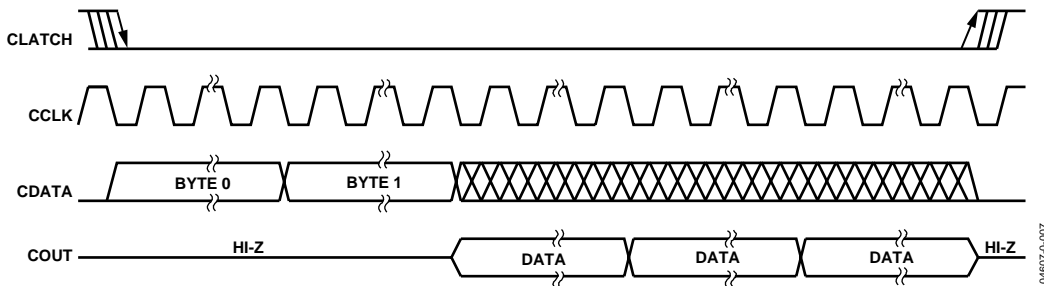 CLATCH
CCLK
CDATA
BYTE 0
BYTE 1
COUT
HI-Z
DATA
DATA
DATA
HI-Z
04607-0-007